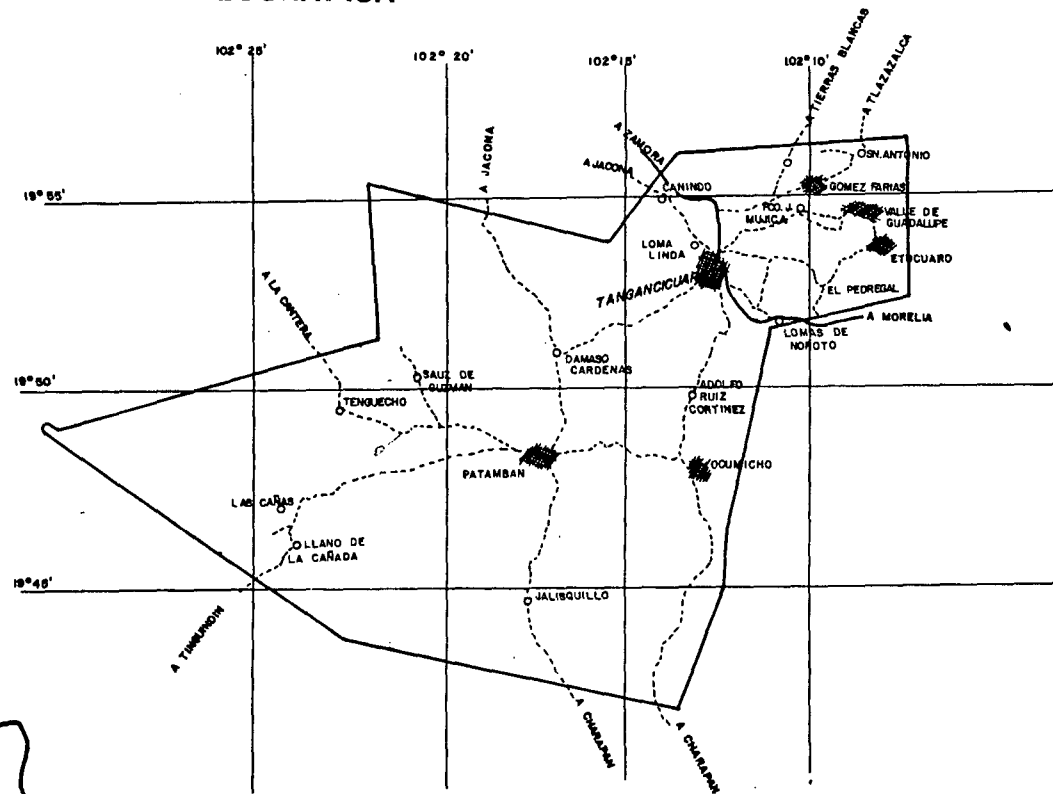 102° 25'
102° 20'
102° 15'
102° 10'
A TIERRAS BLANCAS
A TLAZAZALCA
A JACONA
A ZAMORA
A JACONA
SN. ANTONIO
19° 55'
CANINDO
GOMEZ FARIAS
FCO. J.
MUJICA
VALLE DE
GUADALUPE
LOMA
LINDA
ETUCUARO
TANGANCICUARO
EL PEDREGAL
A LA CANTERA
A MORELIA
LOMAS DE
NOROTO
DAMASO
CARDENAS
19° 50'
SAUZ DE
GUZMAN
TENGUECHO
ADOLFO
RUIZ
CORTINEZ
PATAMBAN
OCUMICHO
LAS CAÑAS
LLANO DE
LA CAÑADA
19° 45'
JALISQUILLO
A TINGUINDIN
A CHARAPAN
A CHARAPAN